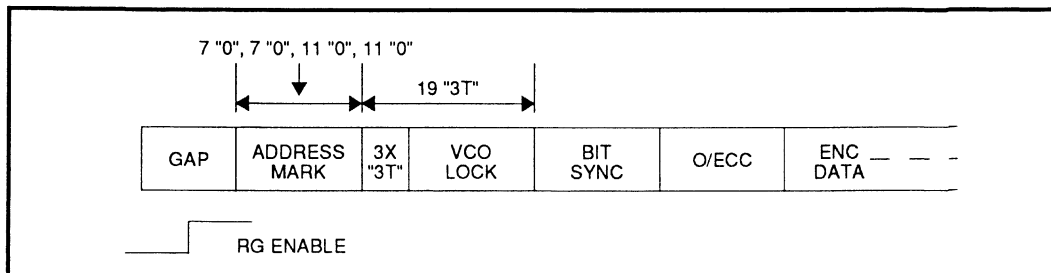 7 "0", 7 "0", 11 "0", 11 "0"
19 "3T"
GAP
ADDRESS
MARK
3X
"3T"
VCO
LOCK
BIT
SYNC
O/ECC
ENC
DATA
RG ENABLE